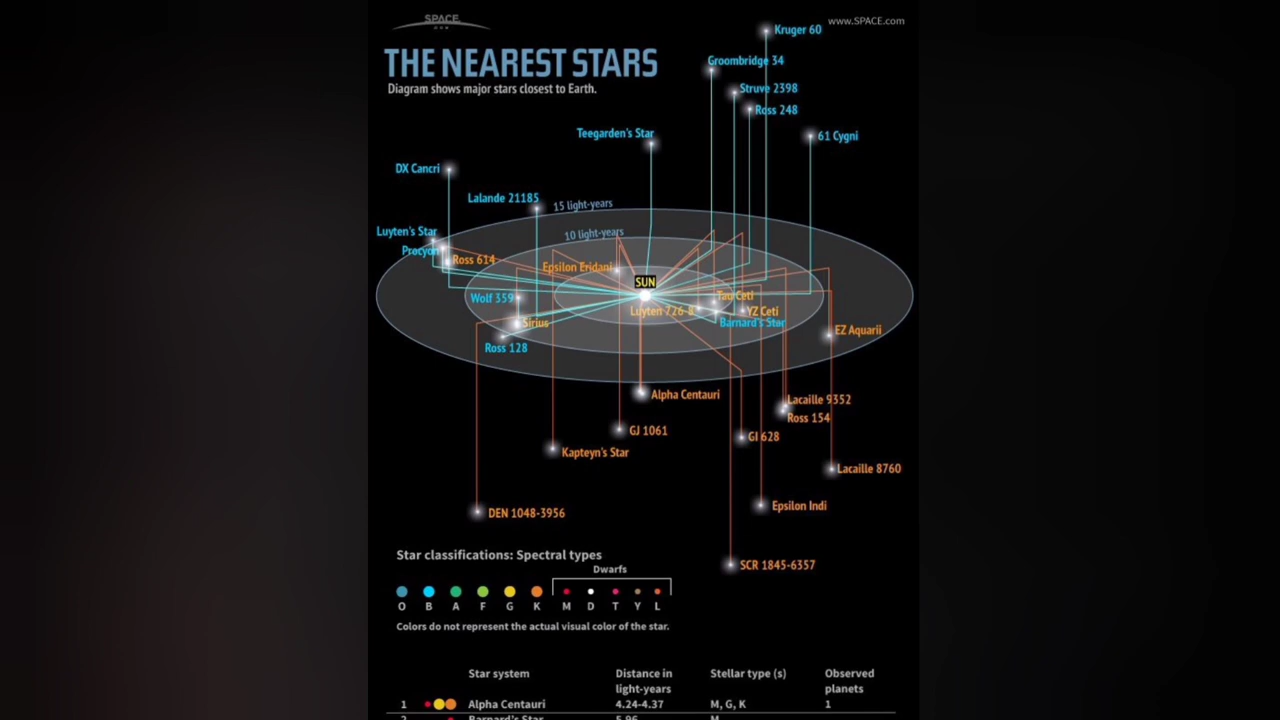 SPACE
www.SPACE.com
Kruger 60
THE NEAREST STARS
Groombridge 34
Diagram shows major stars closest to Earth.
Struve 2398
Ross 248
Teegarden's Star
61 Cygni
DX Cancri
Lalande 21185
15 light-years
Luyten's Star
10 light-years
Procyon
Ross 614
Epsilon Eridani
SUN
Wolf 359
Tau Ceti
Luyten 726-8
YZ Ceti
Sirius
Barnard's Star
EZ Aquarii
Ross 128
Alpha Centauri
Lacaille 9352
Ross 154
GJ 1061
GI 628
Kapteyn's Star
Lacaille 8760
Epsilon Indi
DEN 1048-3956
Star classifications: Spectral types
SCR 1845-6357
Dwarfs
O B A F G K M D T Y L
Colors do not represent the actual visual color of the star.
Star system Distance in light-years Stellar type (s) Observed planets
1 Alpha Centauri 4.24-4.37 M, G, K 1
2 Barnard's Star 5.96 M